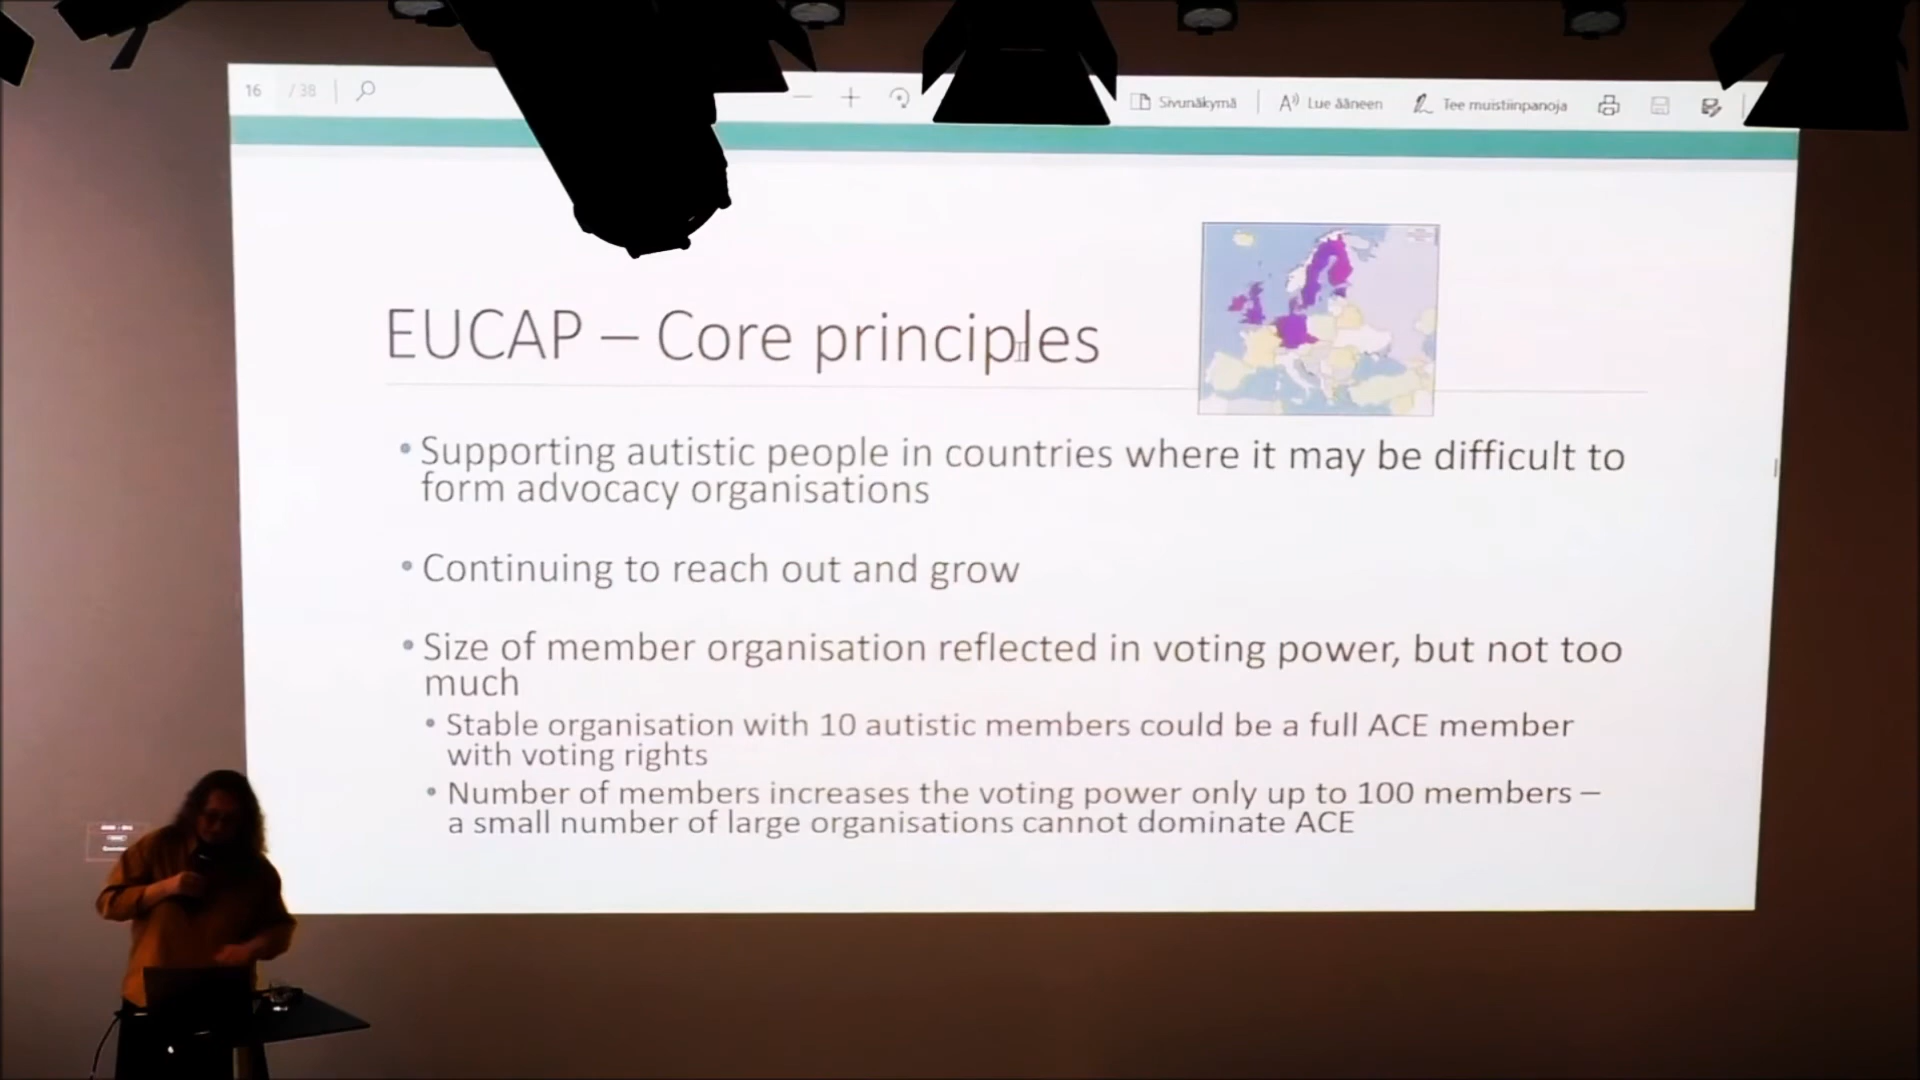 16 / 38
Sivunäkymä
Lue ääneen
Tee muistiinpanoja
EUCAP – Core principles
• Supporting autistic people in countries where it may be difficult to
form advocacy organisations
• Continuing to reach out and grow
• Size of member organisation reflected in voting power, but not too
much
• Stable organisation with 10 autistic members could be a full ACE member
with voting rights
• Number of members increases the voting power only up to 100 members –
a small number of large organisations cannot dominate ACE